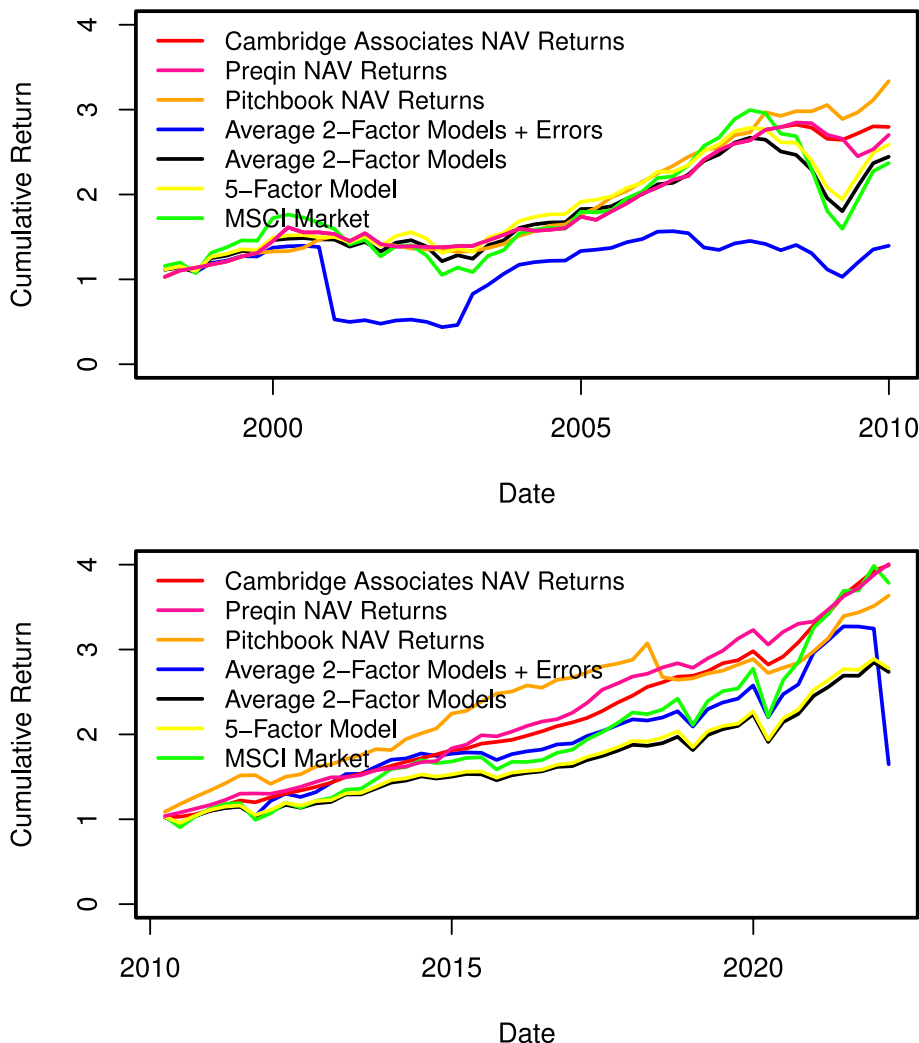 4
3
2
1
0
Cumulative Return
Cambridge Associates NAV Returns
Preqin NAV Returns
Pitchbook NAV Returns
Average 2−Factor Models + Errors
Average 2−Factor Models
5−Factor Model
MSCI Market
2000
2005
2010
Date
4
3
2
1
0
Cumulative Return
Cambridge Associates NAV Returns
Preqin NAV Returns
Pitchbook NAV Returns
Average 2−Factor Models + Errors
Average 2−Factor Models
5−Factor Model
MSCI Market
2010
2015
2020
Date